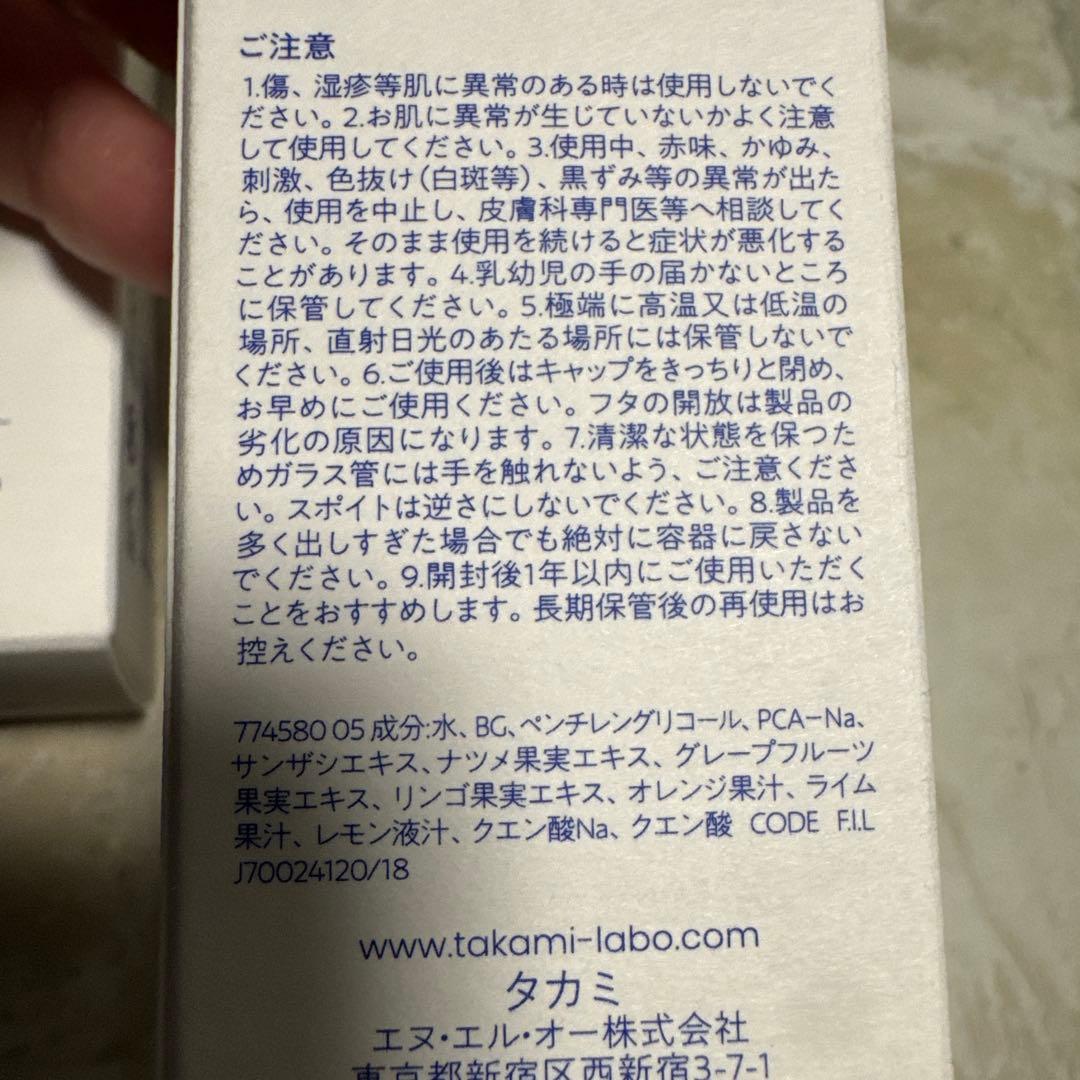 ご注意
1.傷、湿疹等肌に異常のある時は使用しないでく
ださい。2.お肌に異常が生じていないかよく注意
して使用してください。3.使用中、赤味、かゆみ、
刺激、色抜け(白斑等)、黒ずみ等の異常が出た
ら、使用を中止し、皮膚科専門医等へ相談してく
ださい。そのまま使用を続けると症状が悪化する
ことがあります。4.乳幼児の手の届かないところ
に保管してください。5.極端に高温又は低温の
場所、直射日光のあたる場所には保管しないで
ください。6.ご使用後はキャップをきっちりと閉め、
お早めにご使用ください。フタの開放は製品の
劣化の原因になります。7.清潔な状態を保つた
めガラス管には手を触れないよう、ご注意くださ
い。スポイトは逆さにしないでください。8.製品を
多く出しすぎた場合でも絶対に容器に戻さない
でください。9.開封後1年以内にご使用いただく
ことをおすすめします。長期保管後の再使用はお
控えください。
774580 05 成分:水、BG、ペンチレングリコール、PCA-Na、
サンザシエキス、ナツメ果実エキス、グレープフルーツ
果実エキス、リンゴ果実エキス、オレンジ果汁、ライム
果汁、レモン液汁、クエン酸Na、クエン酸 CODE F.I.L
J70024120/18
www.takami-labo.com
タカミ
エヌ・エル・オー株式会社
東京都新宿区西新宿3-7-1